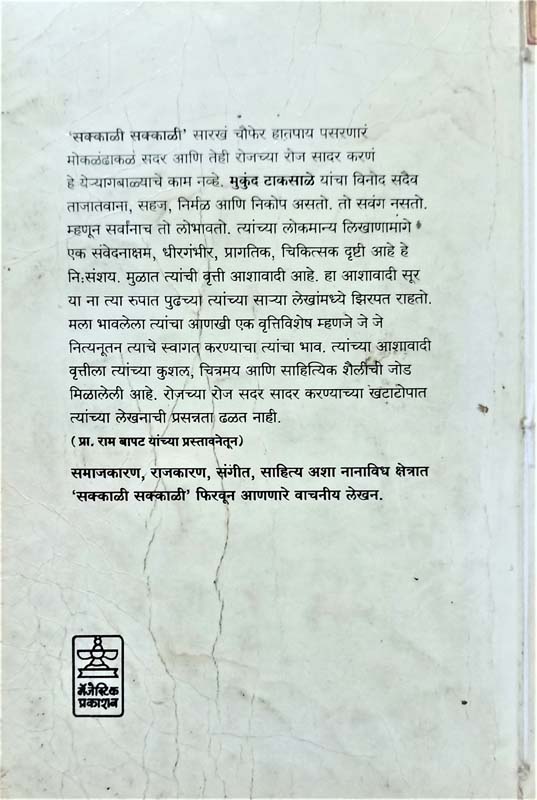 'सक्काळी सक्काळी' सारखं चौफेर हातपाय पसरणारं
मोकळंढाकळं सदर आणि तेही रोजच्या रोज सादर करणं
हे येऱ्यागबाळ्याचे काम नव्हे. मुकुंद टाकसाळे यांचा विनोद सदैव
ताजातवाना, सहज, निर्मळ आणि निकोप असतो. तो सवंग नसतो.
म्हणून सर्वांनाच तो लोभावतो. त्यांच्या लोकमान्य लिखाणामागे
एक संवेदनाक्षम, धीरगंभीर, प्रागतिक, चिकित्सक दृष्टी आहे हे
नि:संशय. मुळात त्यांची वृत्ती आशावादी आहे. हा आशावादी सूर
या ना त्या रुपात पुढच्या त्यांच्या साऱ्या लेखांमध्ये झिरपत राहतो.
मला भावलेला त्यांचा आणखी एक वृत्तिविशेष म्हणजे जे जे
नित्यनूतन त्याचे स्वागत करण्याचा त्यांचा भाव. त्यांच्या आशावादी
वृत्तीला त्यांच्या कुशल, चित्रमय आणि साहित्यिक शैलीची जोड
मिळालेली आहे. रोजच्या रोज सदर सादर करण्याच्या खटाटोपात
त्यांच्या लेखनाची प्रसन्नता ढळत नाही.
(प्रा. राम बापट यांच्या प्रस्तावनेतून)
समाजकारण, राजकारण, संगीत, साहित्य अशा नानाविध क्षेत्रात
'सक्काळी सक्काळी' फिरवून आणणारे वाचनीय लेखन.
मॅजेस्टिक
प्रकाशन